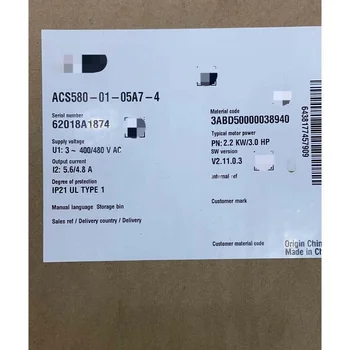 ACS580-01-05A7-4
Serial number
62018A1874
Supply voltage
U1: 3 ~ 400/480 V AC
Output current
I2: 5.6/4.8 A
Degree of protection
IP21 UL TYPE 1
Manual language Storage bin
Sales ref / Delivery country / Delivery
Material code
3ABD50000038940
Typical motor power
PN: 2.2 KW/3.0 HP
SW version
V2.11.0.3
Customer mark
6438177457909
Origin Chin
Made in Ch